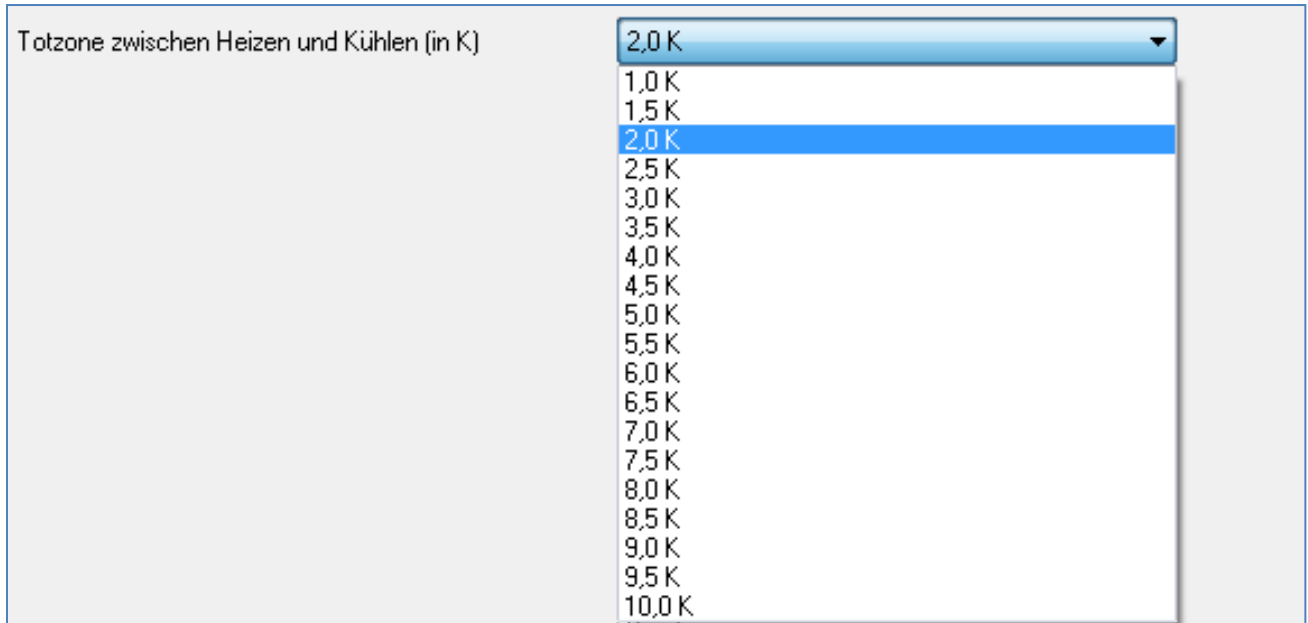 Totzone zwischen Heizen und Kühlen (in K) 2,0 K
1,0 K
1,5 K
2,0 K
2,5 K
3,0 K
3,5 K
4,0 K
4,5 K
5,0 K
5,5 K
6,0 K
6,5 K
7,0 K
7,5 K
8,0 K
8,5 K
9,0 K
9,5 K
10,0 K